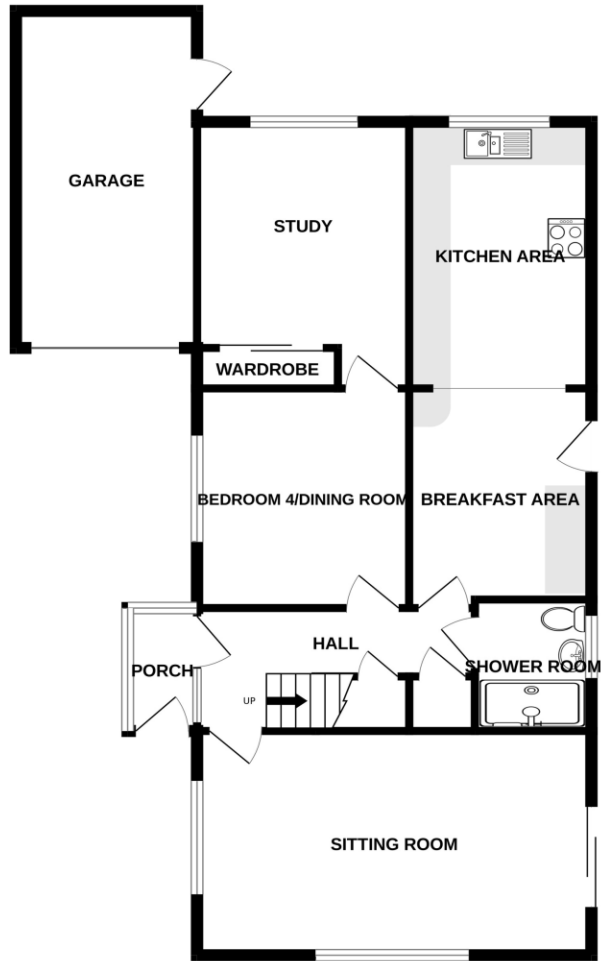 GARAGE
STUDY
KITCHEN AREA
WARDROBE
BEDROOM 4/DINING ROOM
BREAKFAST AREA
HALL
PORCH
SHOWER ROOM
UP
SITTING ROOM